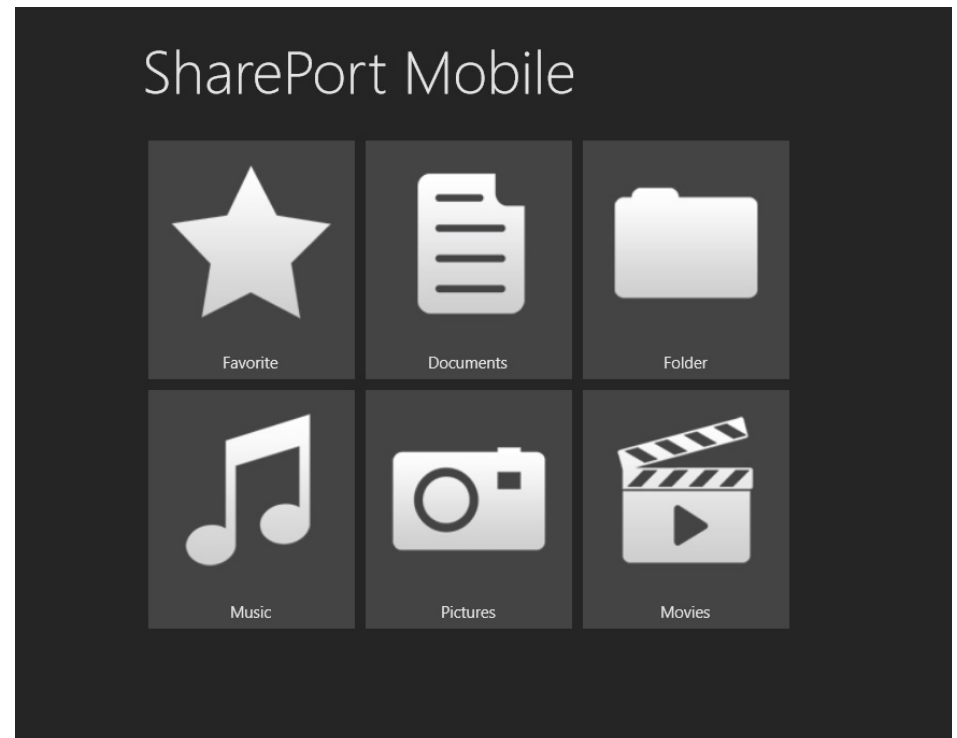 SharePort Mobile
Favorite
Documents
Folder
Music
Pictures
Movies